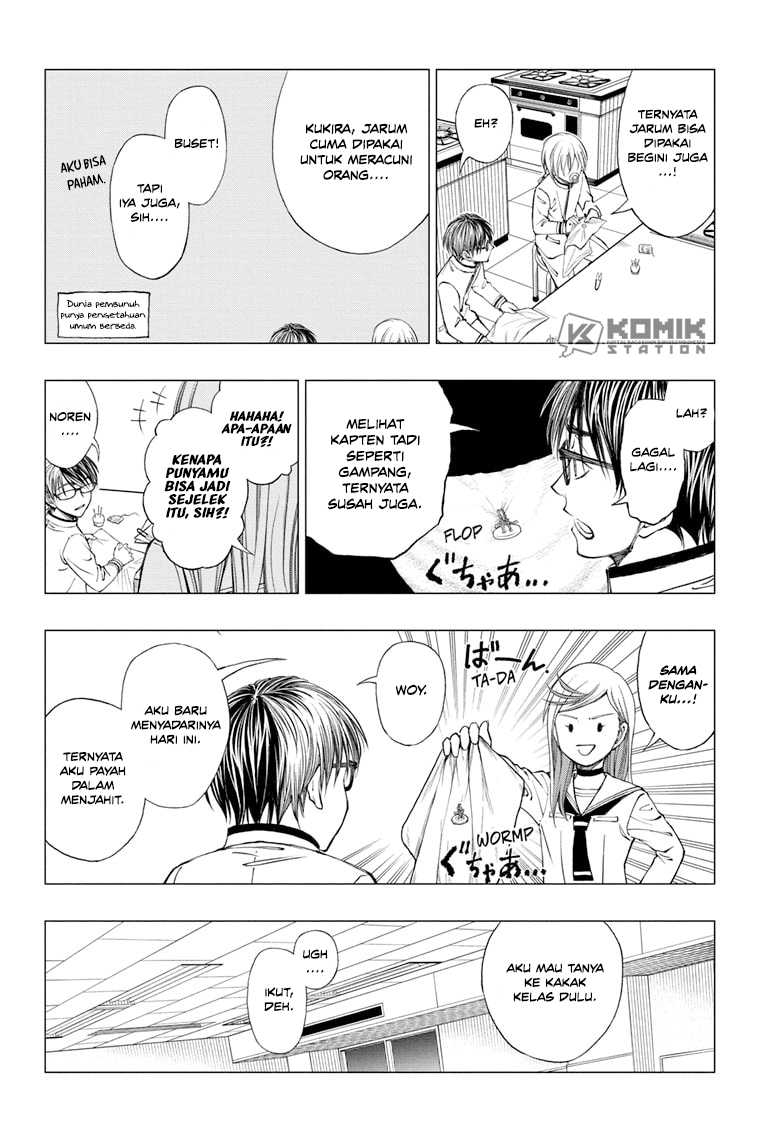 TERNYATA
JARUM BISA
DIPAKAI
BEGINI JUGA
...!
EH?
KUKIRA, JARUM
CUMA DIPAKAI
UNTUK MERACUNI
ORANG....
BUSET!
TAPI
IYA JUGA,
SIH....
AKU BISA
PAHAM.
Dunia pembunuh
punya pengetahuan
umum berbeda.
KOMIK
STATION
LAH?
GAGAL
LAGI....
MELIHAT
KAPTEN TADI
SEPERTI
GAMPANG,
TERNYATA
SUSAH JUGA.
FLOP
ぐちゃあ…
HAHAHA!
APA-APAAN
ITU?!
KENAPA
PUNYAMU
BISA JADI
SEJELEK
ITU, SIH?!
NOREN
....
SAMA
DENGAN-
KU...!
ばーん.
TA-DA
WORMP
ぐちゃあ…
WOY.
AKU BARU
MENYADARINYA
HARI INI.
TERNYATA
AKU PAYAH
DALAM
MENJAHIT.
AKU MAU TANYA
KE KAKAK
KELAS DULU.
UGH
....
IKUT,
DEH.